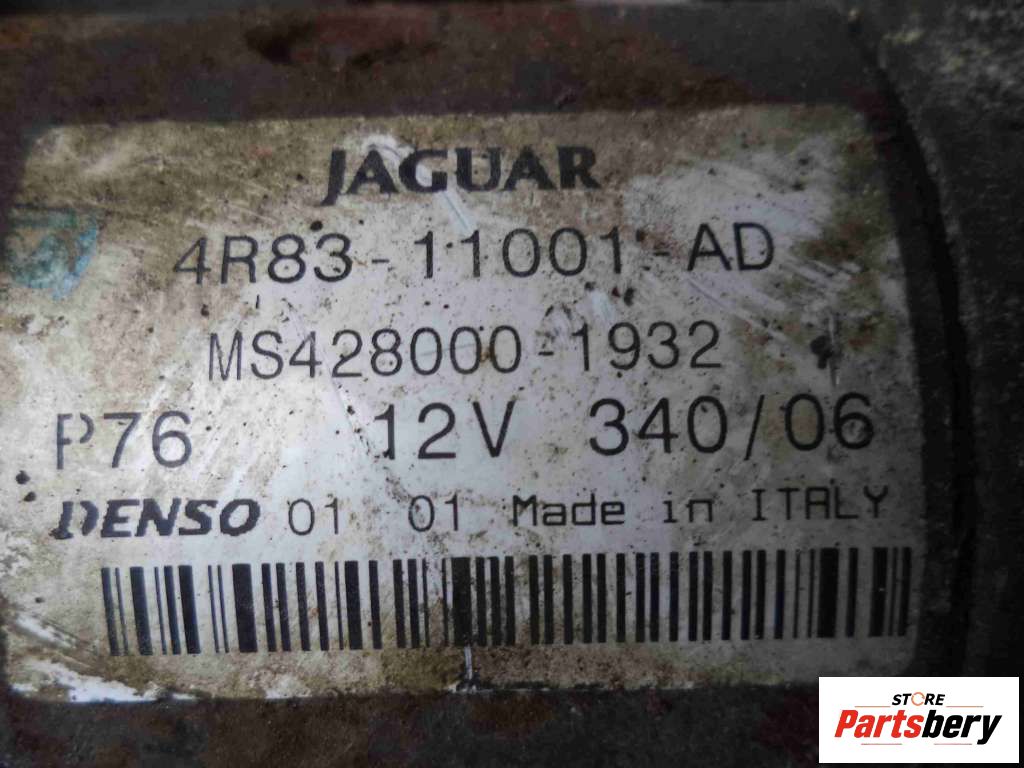 JAGUAR
4R83-11001-AD
MS428000-1932
P76 12V 340/06
DENSO 01 01 Made in ITALY
STORE
Partsbery